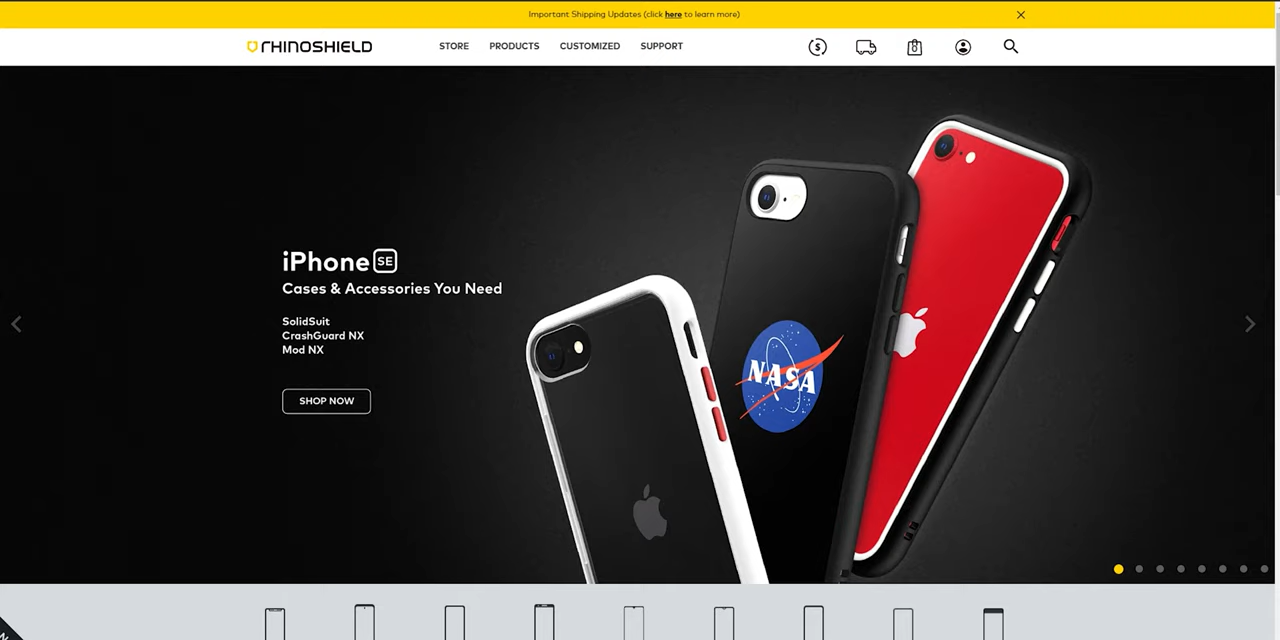 Important Shipping Updates (click here to learn more)
RHINOSHIELD
STORE PRODUCTS CUSTOMIZED SUPPORT
$
0
iPhone SE
Cases & Accessories You Need
SolidSuit
CrashGuard NX
Mod NX
SHOP NOW
NASA